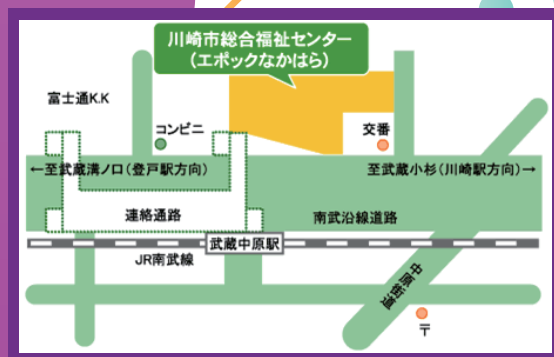 川崎市総合福祉センター
(エポックなかはら)
富士通K.K
コンビニ
交番
←至武蔵溝ノ口(登戸駅方向)
至武蔵小杉(川崎駅方向)→
連絡通路
南武沿線道路
武蔵中原駅
JR南武線
中原街道
〒